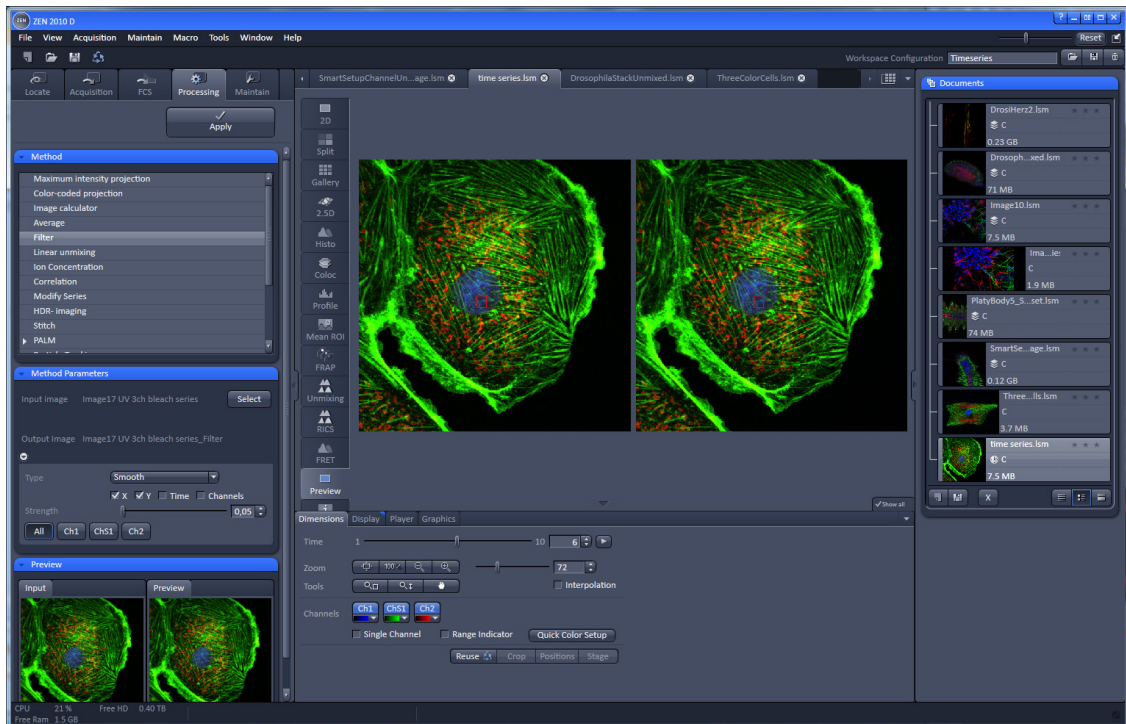 ZEN 2010 D
File View Acquisition Maintain Macro Tools Window Help
Reset
Workspace Configuration Timeseries
Locate Acquisition FCS Processing Maintain
Apply
Method
Maximum intensity projection
Color-coded projection
Image calculator
Average
Filter
Linear unmixing
Ion Concentration
Correlation
Modify Series
HDR- imaging
Stitch
PALM
Method Parameters
Input image Image17 UV 3ch bleach series Select
Output image Image17 UV 3ch bleach series_Filter
Type Smooth
X Y Time Channels
Strength 0,05
All Ch1 ChS1 Ch2
Preview
Input Preview
CPU 21 % Free HD 0.40 TB
Free Ram 1.5 GB
SmartSetupChannelUn...age.lsm time series.lsm DrosophilaStackUnmixed.lsm ThreeColorCells.lsm
2D
Split
Gallery
2.5D
Histo
Coloc
Profile
Mean ROI
FRAP
Unmixing
RICS
FRET
Preview
Show all
Dimensions Display Player Graphics
Time 1 10 6
Zoom 100% 72
Tools Interpolation
Channels Ch1 ChS1 Ch2
Single Channel Range Indicator Quick Color Setup
Reuse Crop Positions Stage
Documents
DrosiHerz2.lsm
C
0.23 GB
Drosoph...xed.lsm
C
71 MB
Image10.lsm
C
7.5 MB
Ima...ie:
C
1.9 MB
PlatyBody5_S...set.lsm
C
74 MB
SmartSe...age.lsm
C
0.12 GB
Three...lls.lsm
C
3.7 MB
time series.lsm
C
7.5 MB
X